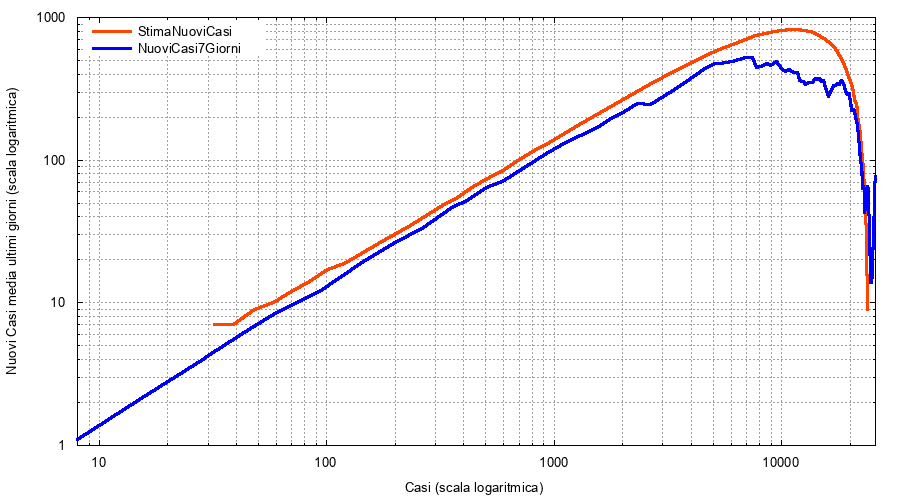 1000
StimaNuoviCasi
NuoviCasi7Giorni
100
10
1
Nuovi Casi media ultimi giorni (scala logaritmica)
10 100 1000 10000
Casi (scala logaritmica)